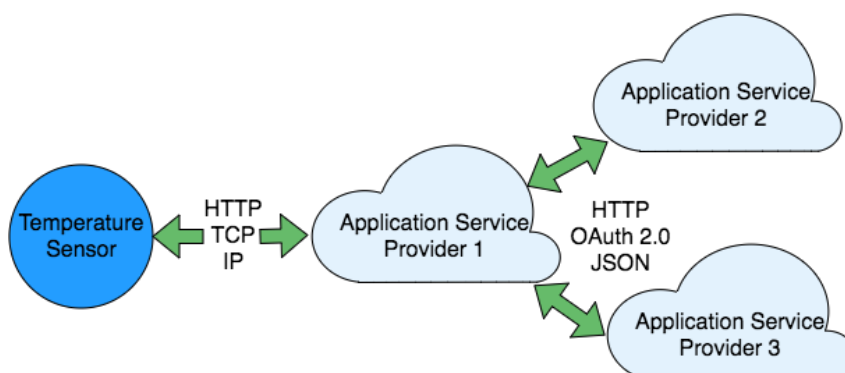 Temperature
Sensor
HTTP
TCP
IP
Application Service
Provider 1
Application Service
Provider 2
HTTP
OAuth 2.0
JSON
Application Service
Provider 3